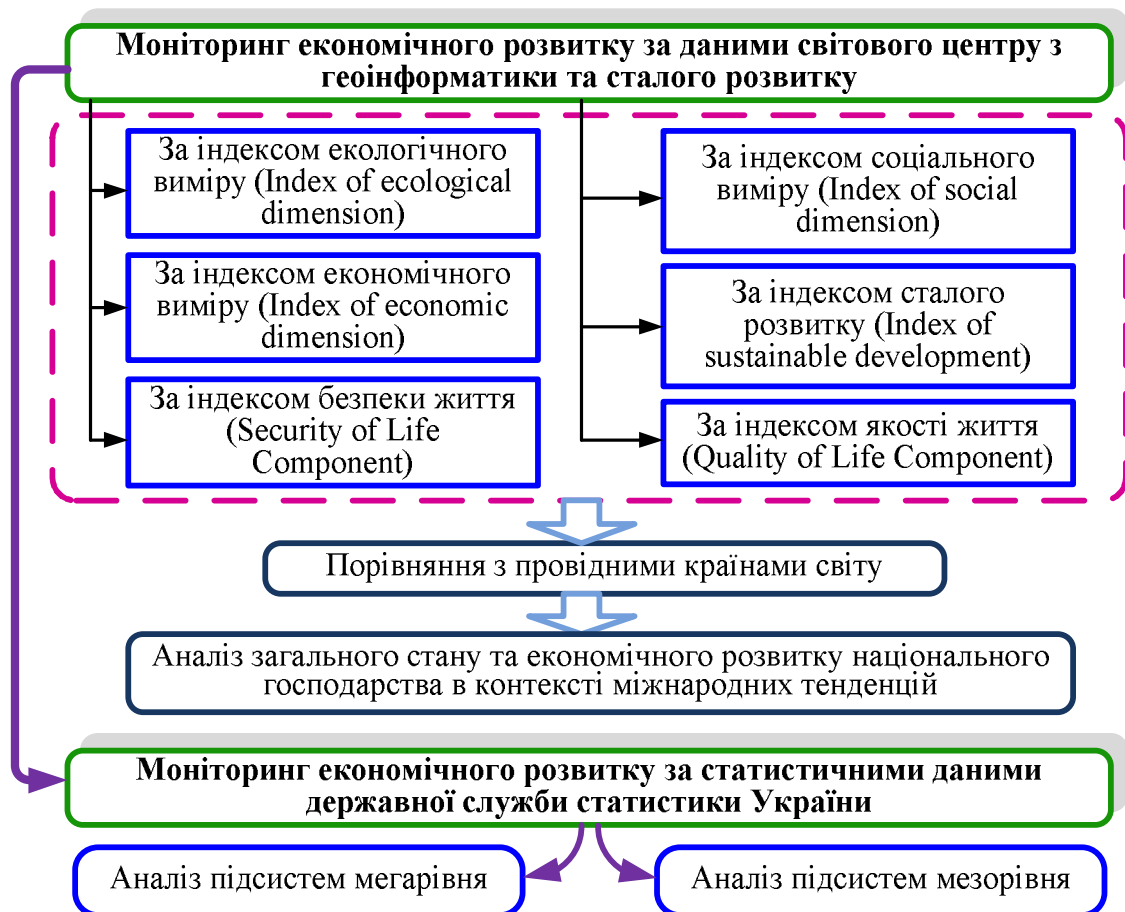 Моніторинг економічного розвитку за даними світового центру з
геоінформатики та сталого розвитку
За індексом екологічного
виміру (Index of ecological
dimension)
За індексом економічного
виміру (Index of economic
dimension)
За індексом безпеки життя
(Security of Life
Component)
За індексом соціального
виміру (Index of social
dimension)
За індексом сталого
розвитку (Index of
sustainable development)
За індексом якості життя
(Quality of Life Component)
Порівняння з провідними країнами світу
Аналіз загального стану та економічного розвитку національного
господарства в контексті міжнародних тенденцій
Моніторинг економічного розвитку за статистичними даними
державної служби статистики України
Аналіз підсистем мегарівня
Аналіз підсистем мезорівня